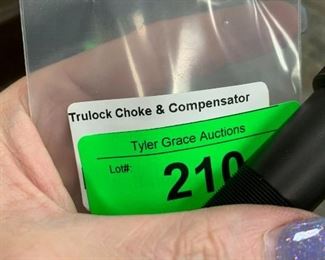 Trulock Choke & Compensator
Tyler Grace Auctions
Lot#:
210